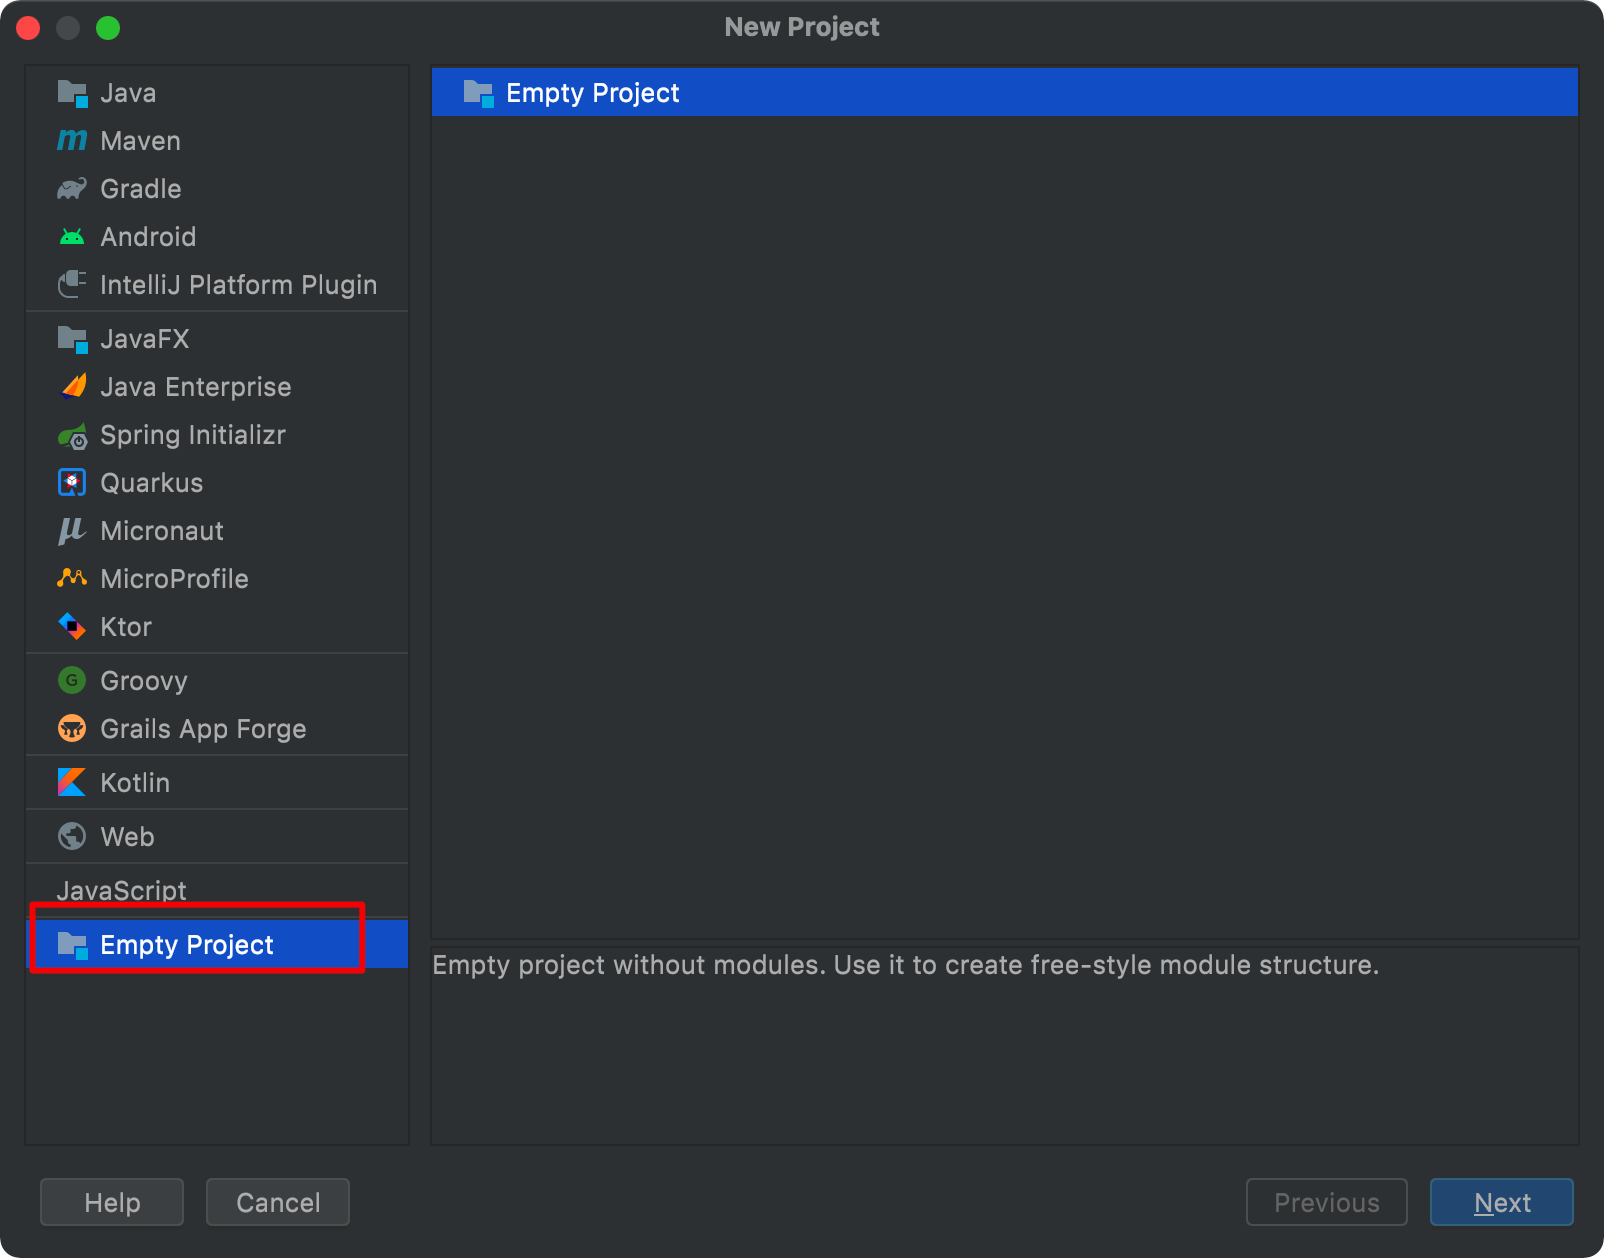 New Project
Java
Maven
Gradle
Android
IntelliJ Platform Plugin
JavaFX
Java Enterprise
Spring Initializr
Quarkus
Micronaut
MicroProfile
Ktor
Groovy
Grails App Forge
Kotlin
Web
JavaScript
Empty Project
Empty Project
Empty project without modules. Use it to create free-style module structure.
Help
Cancel
Previous
Next